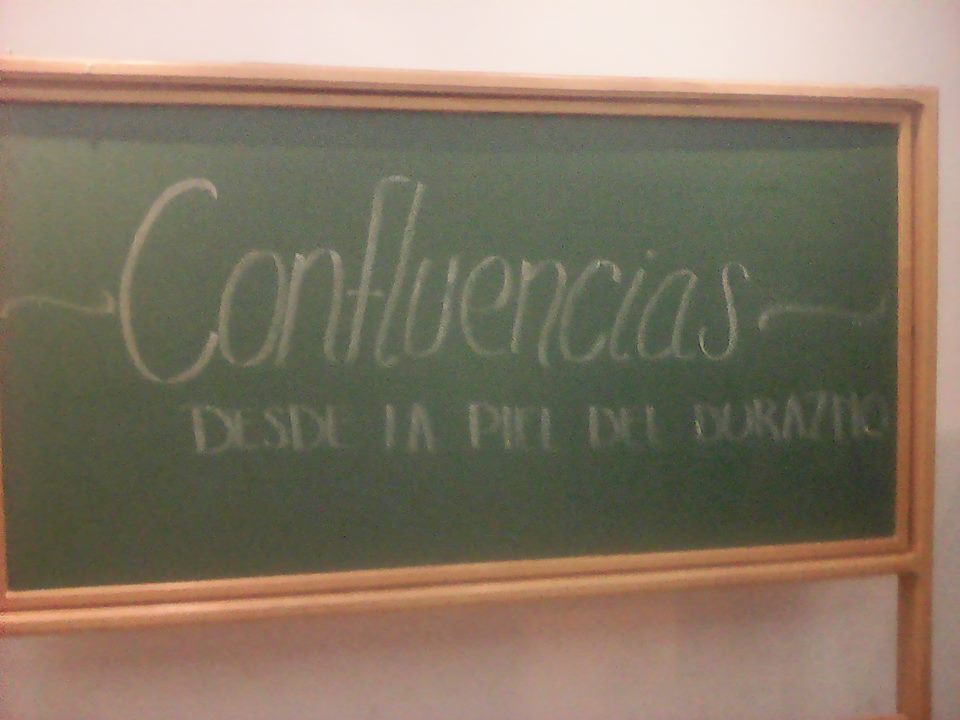 Confluencias
DESDE LA PIEL DEL DURAZNO